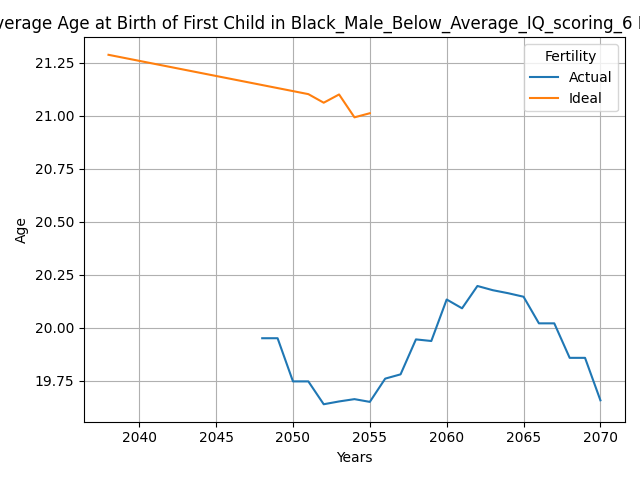 Average Age at Birth of First Child in Black_Male_Below_Average_IQ_scoring_6
Fertility
Actual
Ideal
21.25
21.00
20.75
20.50
20.25
20.00
19.75
Age
2040 2045 2050 2055 2060 2065 2070
Years